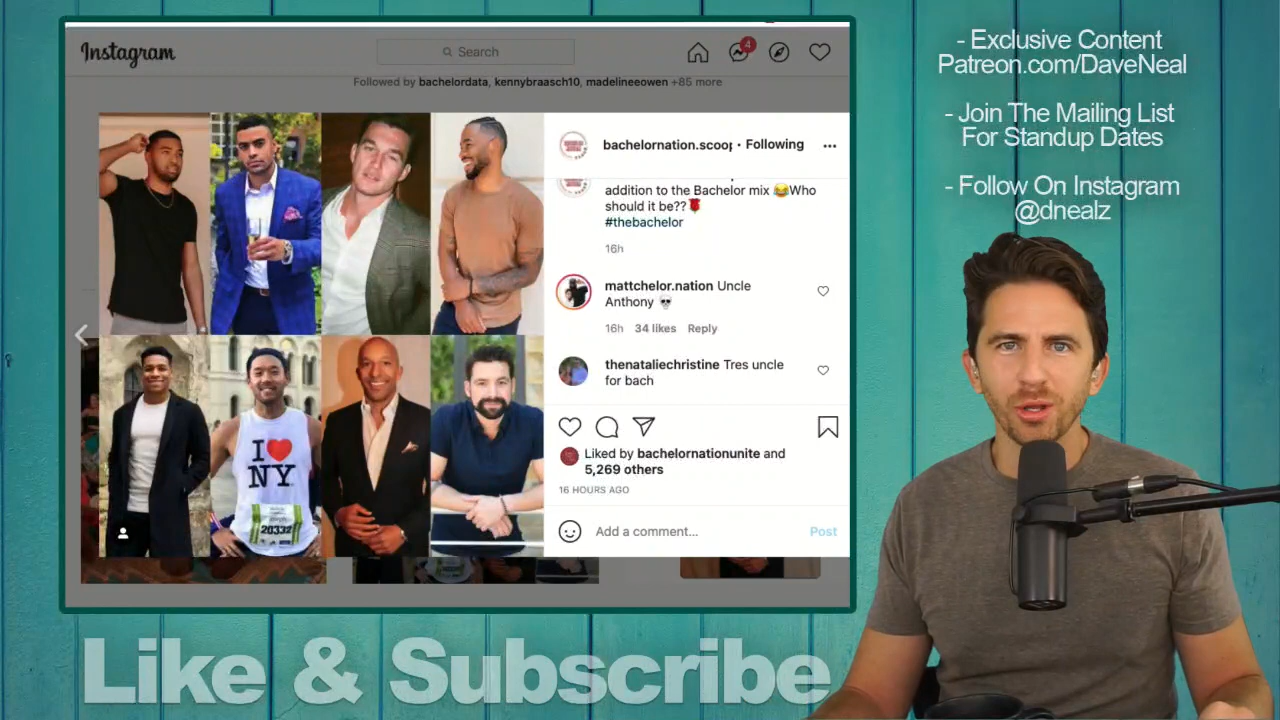 Instagram
Search
4
Followed by bachelordata, kennybraasch10, madelineeowen +85 more
bachelornation.scoop • Following
addition to the Bachelor mix 😂Who
should it be??🌹
#thebachelor
16h
mattchelor.nation Uncle
Anthony 💀
16h 34 likes Reply
thenataliechristine Tres uncle
for bach
Liked by bachelornationunite and
5,269 others
16 HOURS AGO
Add a comment... Post
I ❤ NY
20332
Like & Subscribe
- Exclusive Content
Patreon.com/DaveNeal
- Join The Mailing List
For Standup Dates
- Follow On Instagram
@dnealz